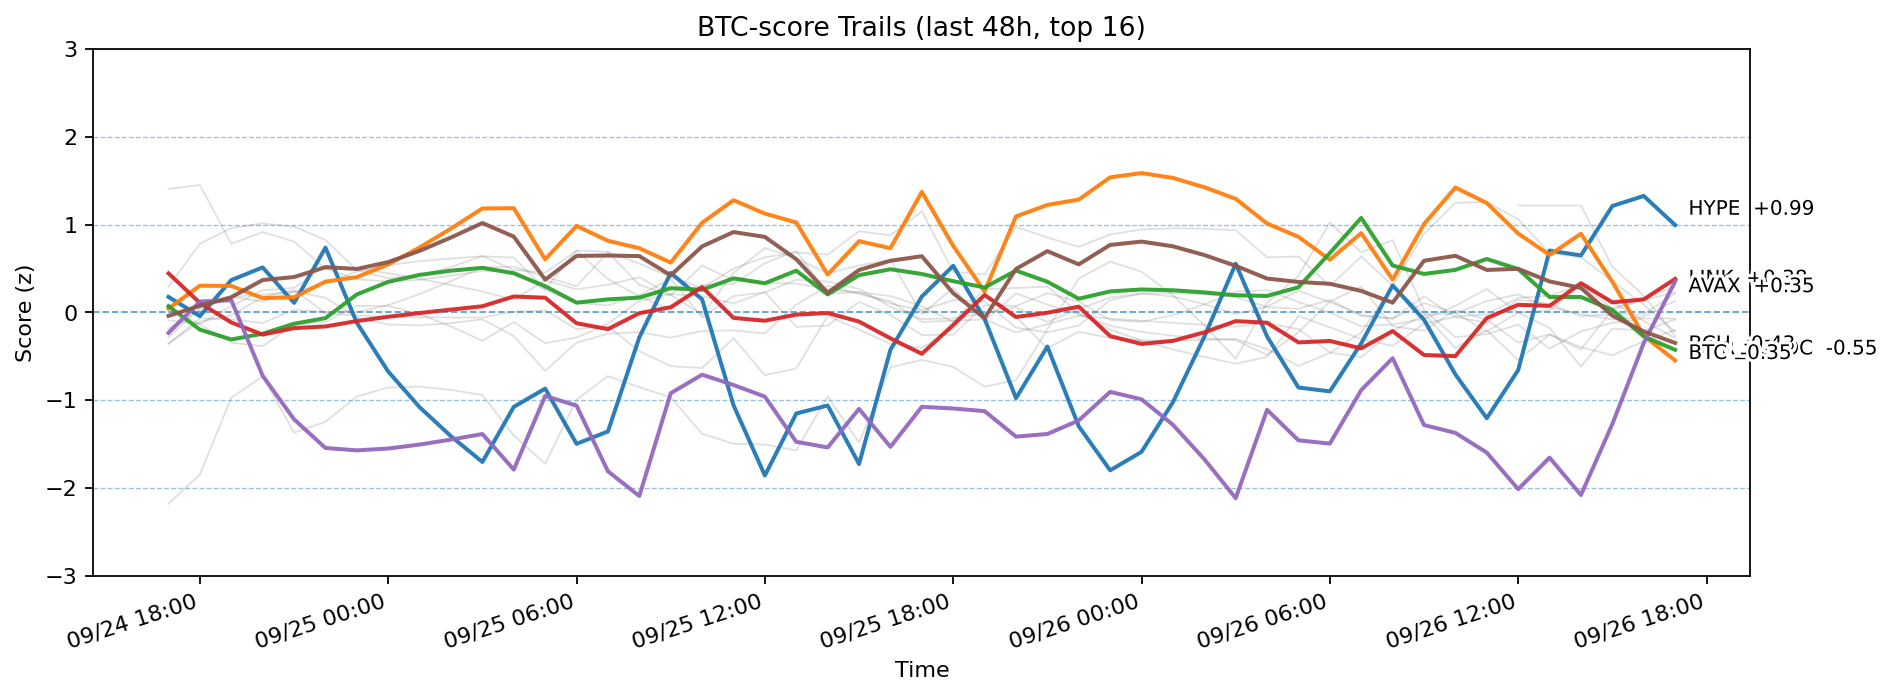 BTC-score Trails (last 48h, top 16)
Score (z)
3
2
1
0
−1
−2
−3
HYPE +0.99
AVAX +0.35
BTC -0.35
-0.55
09/24 18:00
09/25 00:00
09/25 06:00
09/25 12:00
09/25 18:00
09/26 00:00
09/26 06:00
09/26 12:00
09/26 18:00
Time